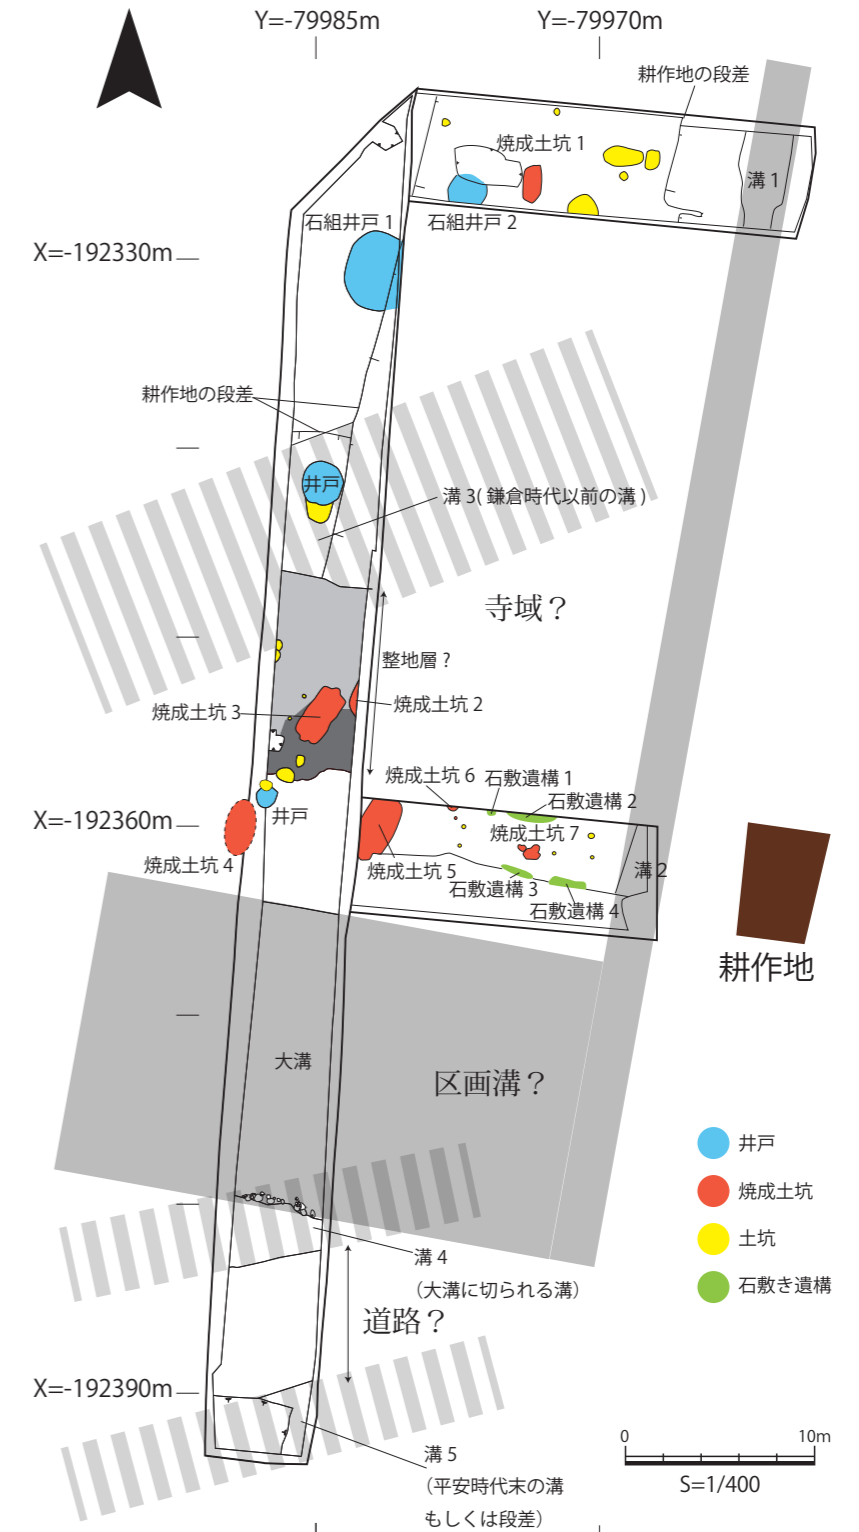 Y=-79985m
Y=-79970m
耕作地の段差
焼成土坑 1
溝 1
石組井戸 1
石組井戸 2
X=-192330m
耕作地の段差
井戸
溝 3( 鎌倉時代以前の溝 )
寺域？
整地層 ?
焼成土坑 3
焼成土坑 2
焼成土坑 6
石敷遺構 1
石敷遺構 2
井戸
X=-192360m
焼成土坑 7
焼成土坑 4
焼成土坑 5
溝 2
石敷遺構 3
石敷遺構 4
耕作地
大溝
区画溝？
井戸
焼成土坑
土坑
石敷き遺構
溝 4
（大溝に切られる溝）
道路？
X=-192390m
0
10m
S=1/400
溝 5
（平安時代末の溝
もしくは段差）